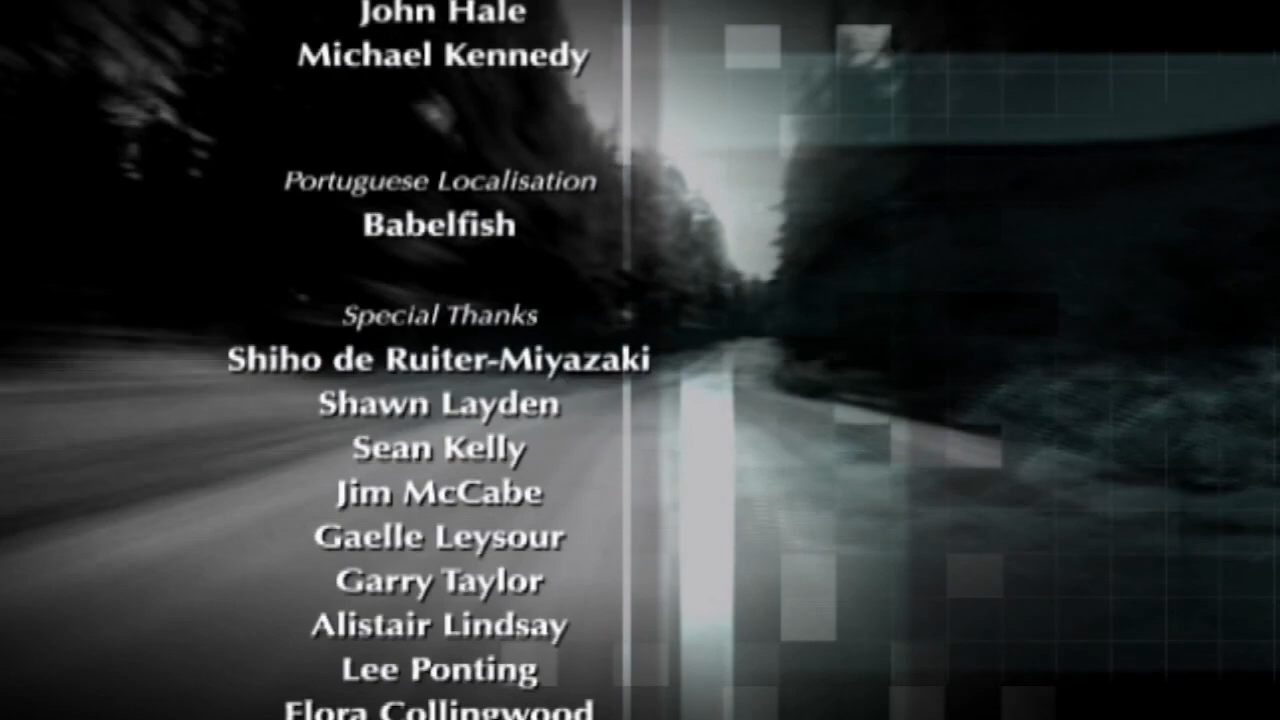 John Hale
Michael Kennedy
Portuguese Localisation
Babelfish
Special Thanks
Shiho de Ruiter-Miyazaki
Shawn Layden
Sean Kelly
Jim McCabe
Gaelle Leysour
Garry Taylor
Alistair Lindsay
Lee Ponting
Flora Collingwood